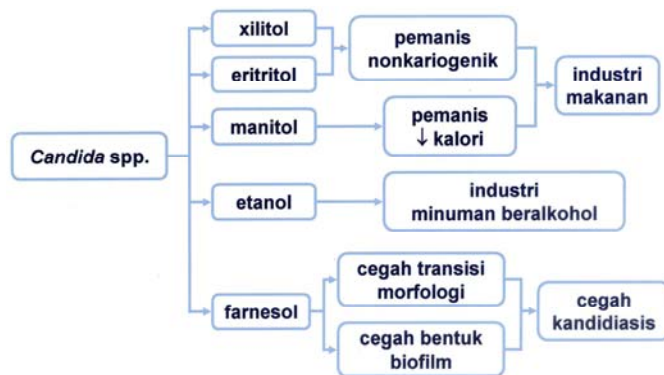 Candida spp.
xilitol
eritritol
manitol
etanol
farnesol
pemanis
nonkariogenik
pemanis
↓ kalori
industri
makanan
industri
minuman beralkohol
cegah transisi
morfologi
cegah bentuk
biofilm
cegah
kandidiasis